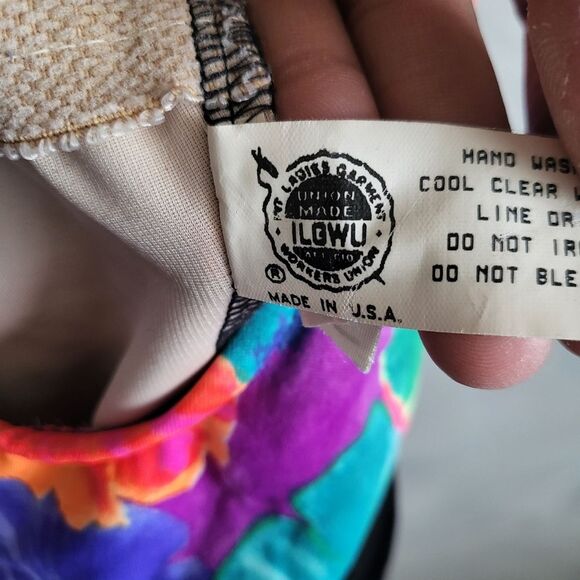 LADIES GARMENT
UNION
MADE
ILGWU
AFL CIO
WORKERS UNION
®
MADE IN U.S.A.
HAND WAS
COOL CLEAR W
LINE DR
DO NOT IR
DO NOT BLE